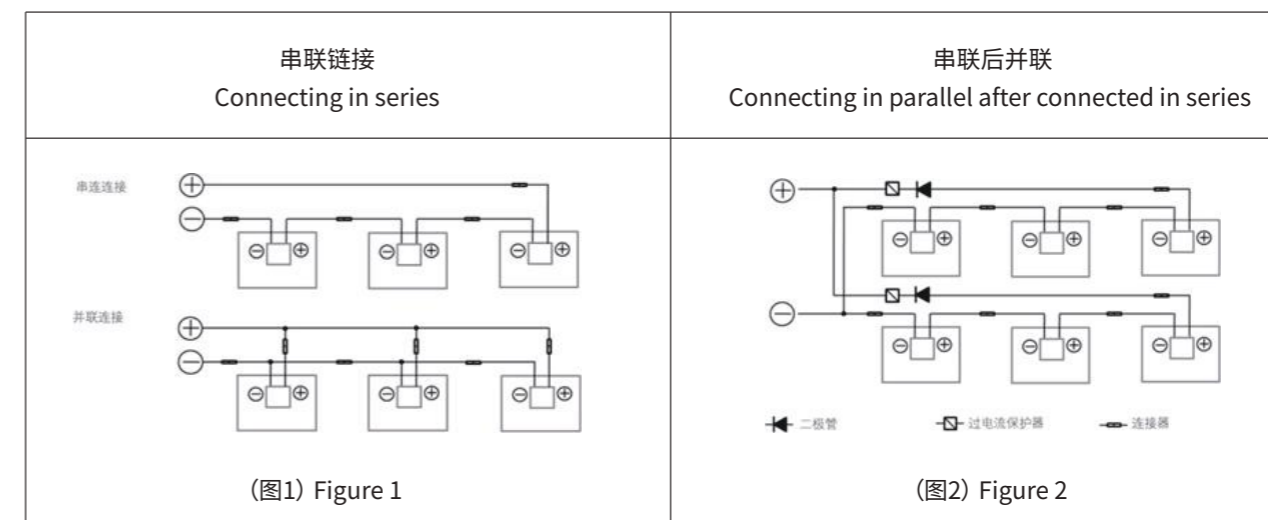 串联链接
Connecting in series
串联后并联
Connecting in parallel after connected in series
串连连接
并联连接
二极管
过电流保护器
连接器
(图1) Figure 1
(图2) Figure 2